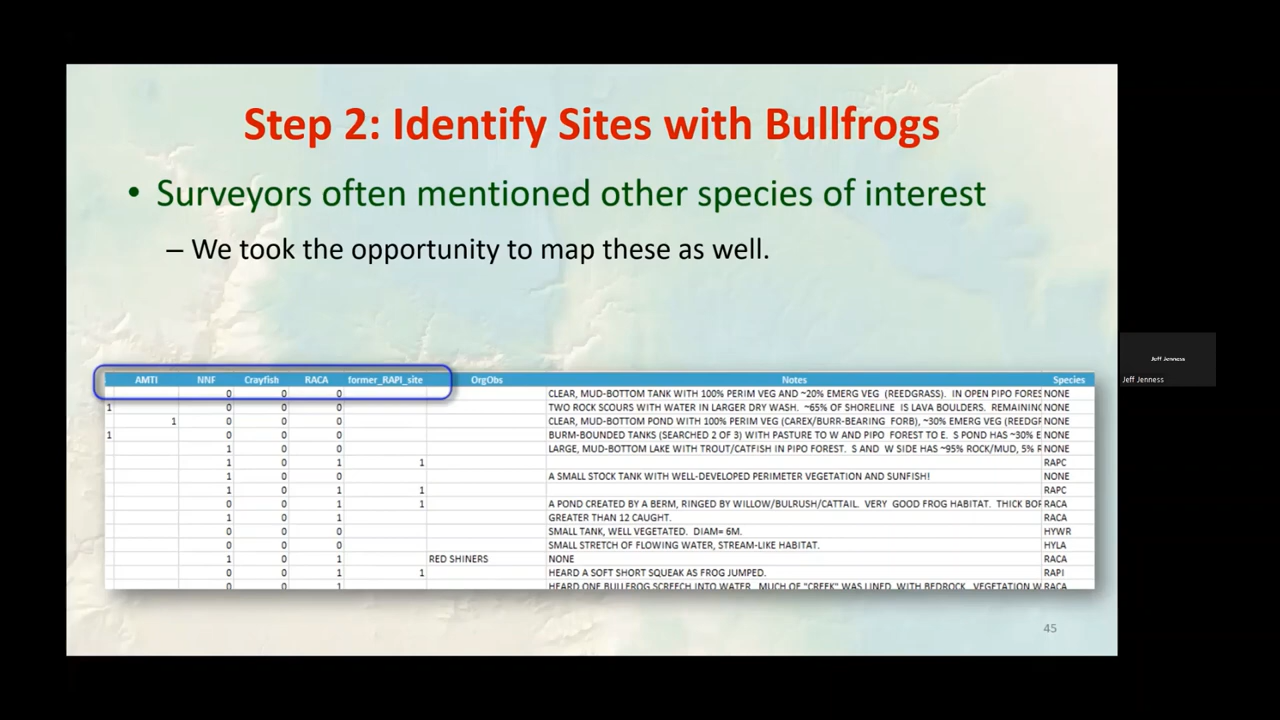 Step 2: Identify Sites with Bullfrogs
• Surveyors often mentioned other species of interest
– We took the opportunity to map these as well.
AMTI NNF Crayfish RACA former_RAPI_site OrgObs Notes Species
0 0 0 CLEAR, MUD-BOTTOM TANK WITH 100% PERIM VEG AND ~20% EMERG VEG (REEDGRASS). IN OPEN PIPO FORES NONE
1 0 0 0 TWO ROCK SCOURS WITH WATER IN LARGER DRY WASH. ~65% OF SHORELINE IS LAVA BOULDERS. REMAINING NONE
1 0 0 0 CLEAR, MUD-BOTTOM POND WITH 100% PERIM VEG (CAREX/BURR-BEARING FORB), ~30% EMERG VEG (REEDGF NONE
1 0 0 0 BURM-BOUNDED TANKS (SEARCHED 2 OF 3) WITH PASTURE TO W AND PIPO FOREST TO E. S POND HAS ~30% E NONE
1 0 0 LARGE, MUD-BOTTOM LAKE WITH TROUT/CATFISH IN PIPO FOREST. S AND W SIDE HAS ~95% ROCK/MUD, 5% NONE
1 0 1 1 RAPC
1 0 0 A SMALL STOCK TANK WITH WELL-DEVELOPED PERIMETER VEGETATION AND SUNFISH! NONE
1 0 1 1 RAPC
0 0 1 1 A POND CREATED BY A BERM, RINGED BY WILLOW/BULRUSH/CATTAIL. VERY GOOD FROG HABITAT. THICK BOF RACA
1 0 1 GREATER THAN 12 CAUGHT. RACA
0 0 0 SMALL TANK, WELL VEGETATED. DIAM= 6M. HYWR
0 0 0 SMALL STRETCH OF FLOWING WATER, STREAM-LIKE HABITAT. HYLA
1 0 1 RED SHINERS NONE RACA
0 0 1 1 HEARD A SOFT SHORT SQUEAK AS FROG JUMPED. RAPI
0 0 1 HEARD ONE BULLFROG SCREECH INTO WATER. MUCH OF "CREEK" WAS LINED WITH BEDROCK. VEGETATION W RACA
45
Jeff Jenness
Jeff Jenness